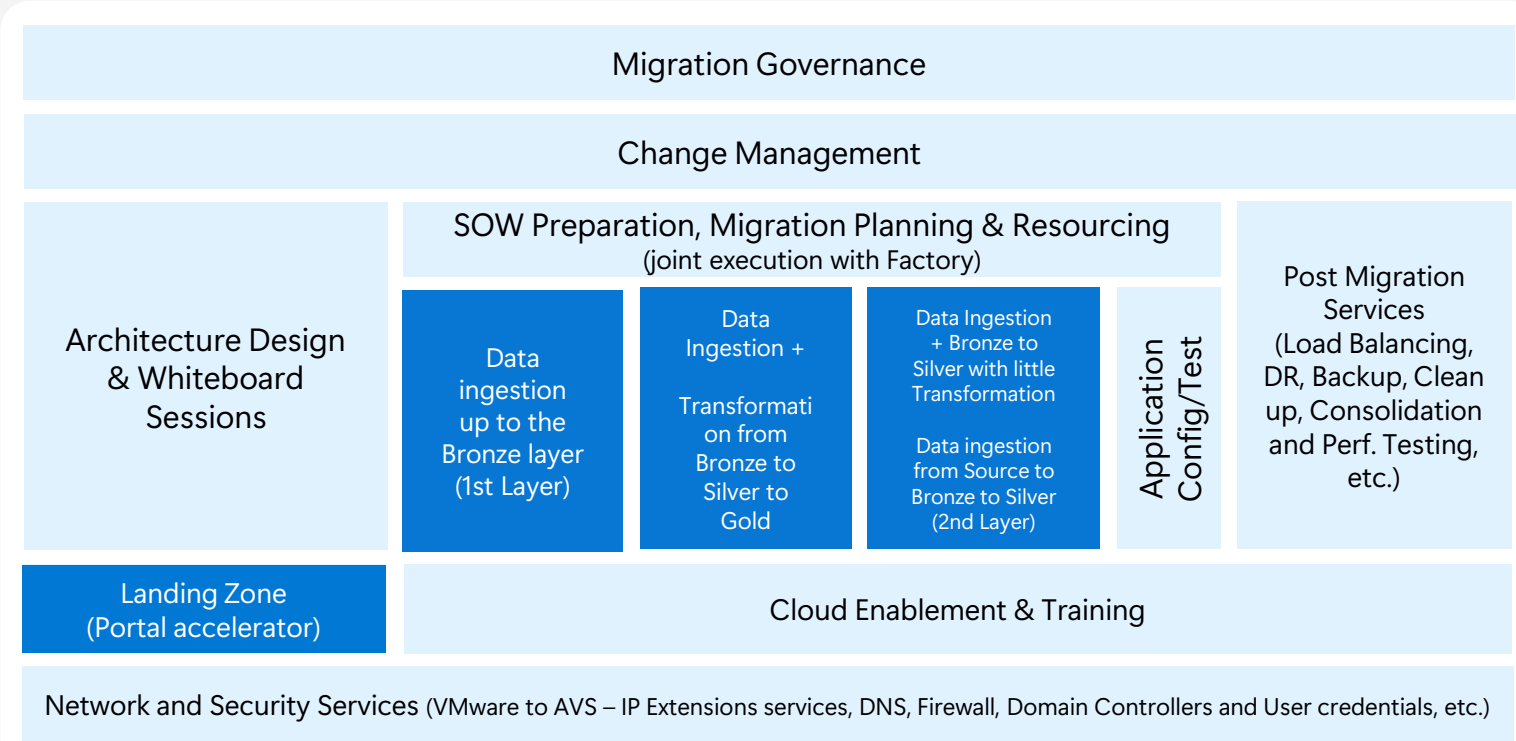 Migration Governance
Change Management
Architecture Design
& Whiteboard
Sessions
SOW Preparation, Migration Planning & Resourcing
(joint execution with Factory)
Data
ingestion
up to the
Bronze layer
(1st Layer)
Data
Ingestion +
Transformati
on from
Bronze to
Silver to
Gold
Data Ingestion
+ Bronze to
Silver with little
Transformation
Data ingestion
from Source to
Bronze to Silver
(2nd Layer)
Application
Config/Test
Post Migration
Services
(Load Balancing,
DR, Backup, Clean
up, Consolidation
and Perf. Testing,
etc.)
Landing Zone
(Portal accelerator)
Cloud Enablement & Training
Network and Security Services (VMware to AVS – IP Extensions services, DNS, Firewall, Domain Controllers and User credentials, etc.)